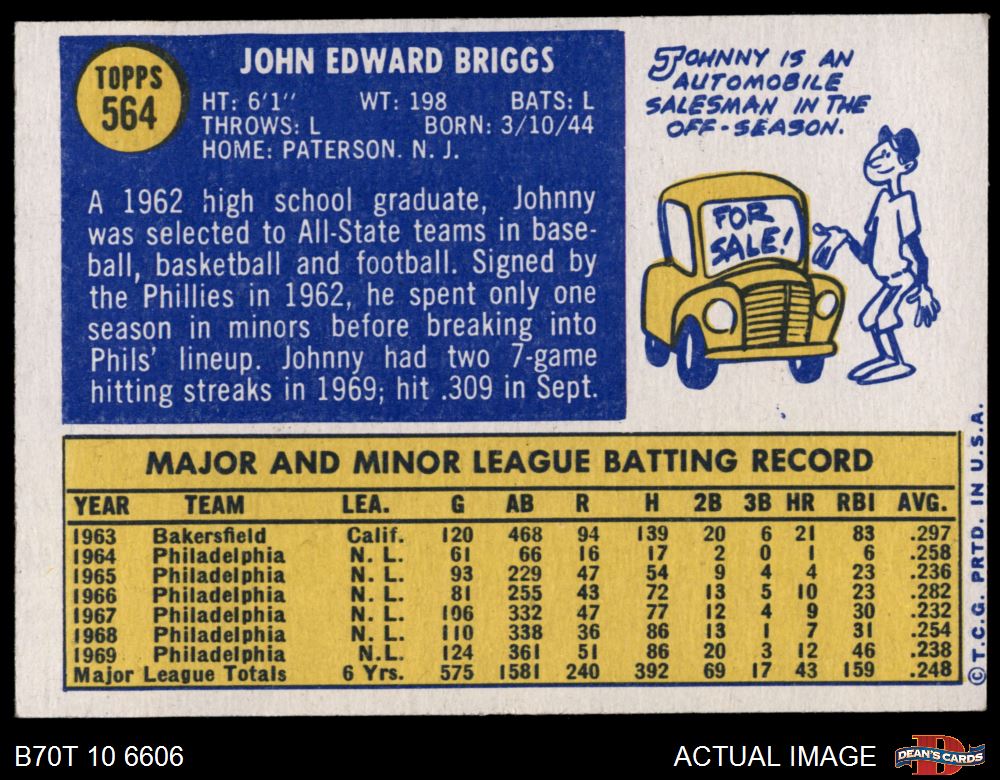 TOPPS
564
JOHN EDWARD BRIGGS
HT: 6'1" WT: 198 BATS: L
THROWS: L BORN: 3/10/44
HOME: PATERSON. N. J.
A 1962 high school graduate, Johnny
was selected to All-State teams in base-
ball, basketball and football. Signed by
the Phillies in 1962, he spent only one
season in minors before breaking into
Phils' lineup. Johnny had two 7-game
hitting streaks in 1969; hit .309 in Sept.
JOHNNY IS AN
AUTOMOBILE
SALESMAN IN THE
OFF-SEASON.
FOR
SALE!
MAJOR AND MINOR LEAGUE BATTING RECORD
YEAR TEAM LEA. G AB R H 2B 3B HR RBI AVG.
1963 Bakersfield Calif. 120 468 94 139 20 6 21 83 .297
1964 Philadelphia N. L. 61 66 16 17 2 0 1 6 .258
1965 Philadelphia N. L. 93 229 47 54 9 4 4 23 .236
1966 Philadelphia N. L. 81 255 43 72 13 5 10 23 .282
1967 Philadelphia N. L. 106 332 47 77 12 4 9 30 .232
1968 Philadelphia N. L. 110 338 36 86 13 1 7 31 .254
1969 Philadelphia N.L. 124 361 51 86 20 3 12 46 .238
Major League Totals 6 Yrs. 575 1581 240 392 69 17 43 159 .248
© T.C.G. PRTD. IN U.S.A.
B70T 10 6606
ACTUAL IMAGE
D
DEAN'S CARDS